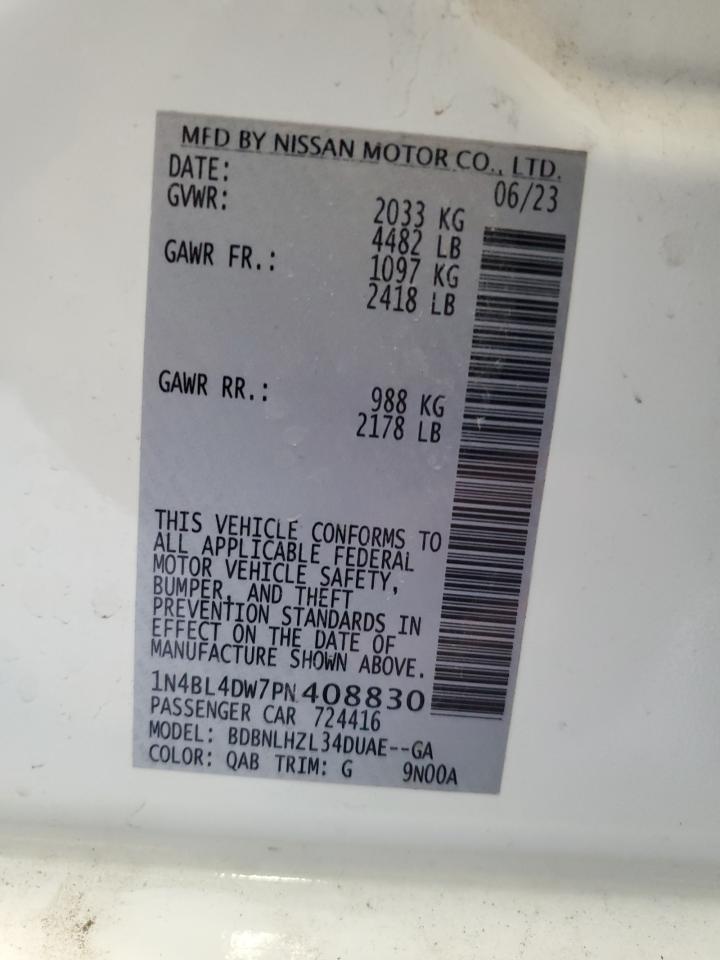 MFD BY NISSAN MOTOR CO., LTD.
DATE: 06/23
GVWR: 2033 KG
4482 LB
GAWR FR.: 1097 KG
2418 LB
GAWR RR.: 988 KG
2178 LB
THIS VEHICLE CONFORMS TO
ALL APPLICABLE FEDERAL
MOTOR VEHICLE SAFETY,
BUMPER, AND THEFT
PREVENTION STANDARDS IN
EFFECT ON THE DATE OF
MANUFACTURE SHOWN ABOVE.
1N4BL4DW7PN408830
PASSENGER CAR 724416
MODEL: BDBNLHZL34DUAE--GA
COLOR: QAB TRIM: G 9N00A